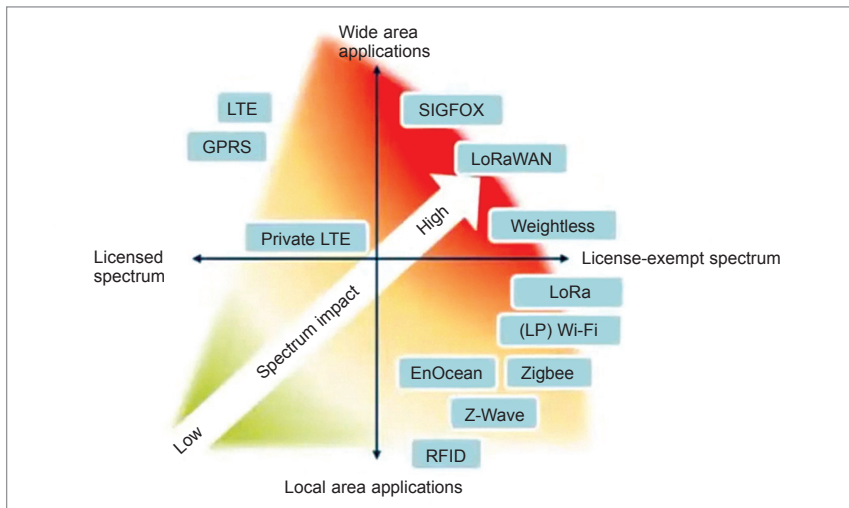 Wide area
applications
LTE
SIGFOX
GPRS
LoRaWAN
High
Weightless
Private LTE
Licensed
spectrum
License-exempt spectrum
LoRa
Spectrum impact
(LP) Wi-Fi
EnOcean
Zigbee
Z-Wave
Low
RFID
Local area applications